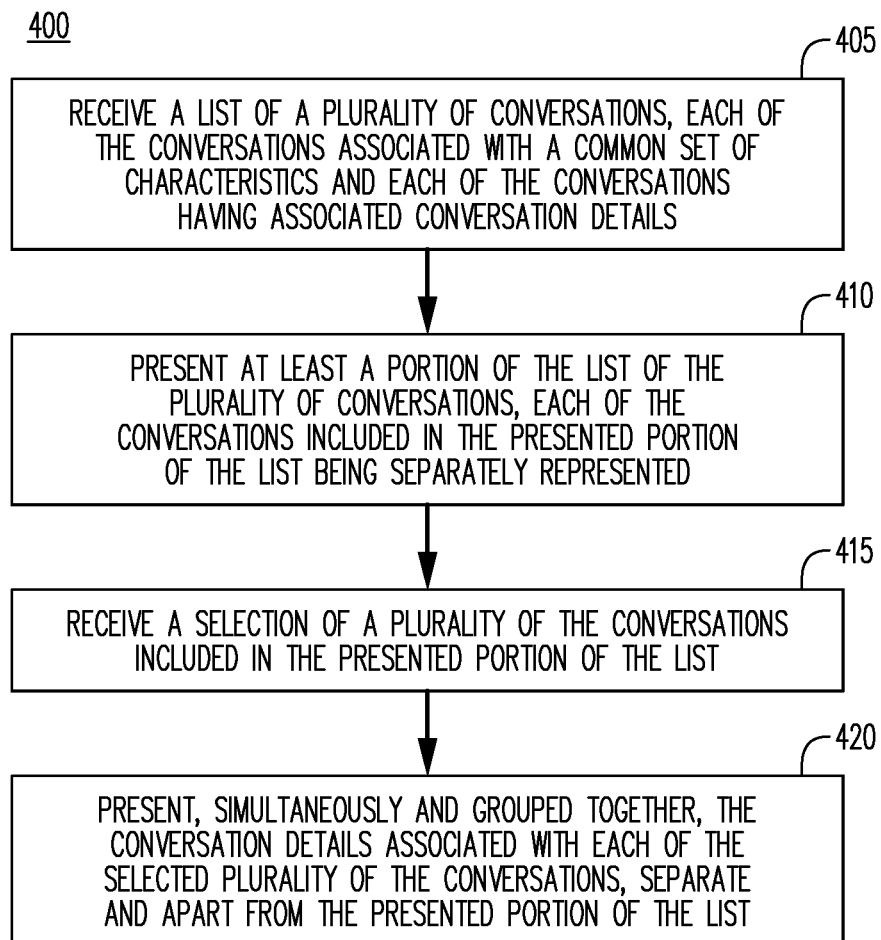 400
405
RECEIVE A LIST OF A PLURALITY OF CONVERSATIONS, EACH OF
THE CONVERSATIONS ASSOCIATED WITH A COMMON SET OF
CHARACTERISTICS AND EACH OF THE CONVERSATIONS
HAVING ASSOCIATED CONVERSATION DETAILS
410
PRESENT AT LEAST A PORTION OF THE LIST OF THE
PLURALITY OF CONVERSATIONS, EACH OF THE
CONVERSATIONS INCLUDED IN THE PRESENTED PORTION
OF THE LIST BEING SEPARATELY REPRESENTED
415
RECEIVE A SELECTION OF A PLURALITY OF THE CONVERSATIONS
INCLUDED IN THE PRESENTED PORTION OF THE LIST
420
PRESENT, SIMULTANEOUSLY AND GROUPED TOGETHER, THE
CONVERSATION DETAILS ASSOCIATED WITH EACH OF THE
SELECTED PLURALITY OF THE CONVERSATIONS, SEPARATE
AND APART FROM THE PRESENTED PORTION OF THE LIST